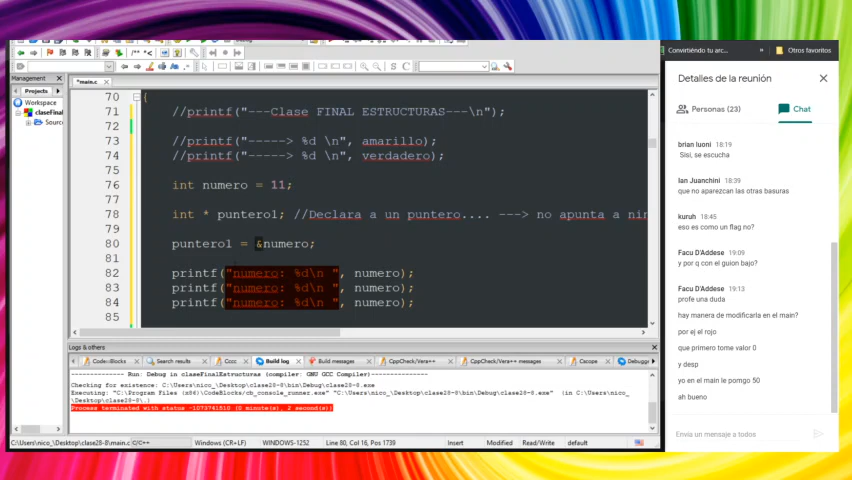 Convirtiéndo tu arc...
»
Otros favoritos
Management
Projects
Workspace
claseFinal
Sourc
*main.c
70 {
71 //printf("---Clase FINAL ESTRUCTURAS---\n");
72
73 //printf("-----> %d \n", amarillo);
74 //printf("-----> %d \n", verdadero);
75
76 int numero = 11;
77
78 int * puntero1; //Declara a un puntero.... ---> no apunta a nin
79
80 puntero1 = &numero;
81
82 printf("numero: %d\n ", numero);
83 printf("numero: %d\n ", numero);
84 printf("numero: %d\n ", numero);
85
Logs & others
Code::Blocks
Search results
Cccc
Build log
Build messages
CppCheck/Vera++
CppCheck/Vera++ messages
Cscope
Debugge
-------------- Run: Debug in claseFinalEstructuras (compiler: GNU GCC Compiler)---------------
Checking for existence: C:\Users\nico_\Desktop\clase28-8\bin\Debug\clase28-8.exe
Executing: "C:\Program Files (x86)\CodeBlocks/cb_console_runner.exe" "C:\Users\nico_\Desktop\clase28-8\bin\Debug\clase28-8.exe" (in C:\Users\nico_
\Desktop\clase28-8\.)
Process terminated with status -1073741510 (5 minute(s), 2 second(s))
C:\Users\nico_\Desktop\clase28-8\main.c
C/C++
Windows (CR+LF)
WINDOWS-1252
Line 80, Col 16, Pos 1739
Insert
Modified
Read/Write
default
Detalles de la reunión
Personas (23)
Chat
brian luoni 18:19
Sisi, se escucha
Ian Juanchini 18:39
que no aparezcan las otras basuras
kuruh 18:45
eso es como un flag no?
Facu D'Addese 19:09
y por q con el guion bajo?
Facu D'Addese 19:13
profe una duda
hay manera de modificarla en el main?
por ej el rojo
que primero tome valor 0
y desp
yo en el main le pomgo 50
ah bueno
Envía un mensaje a todos